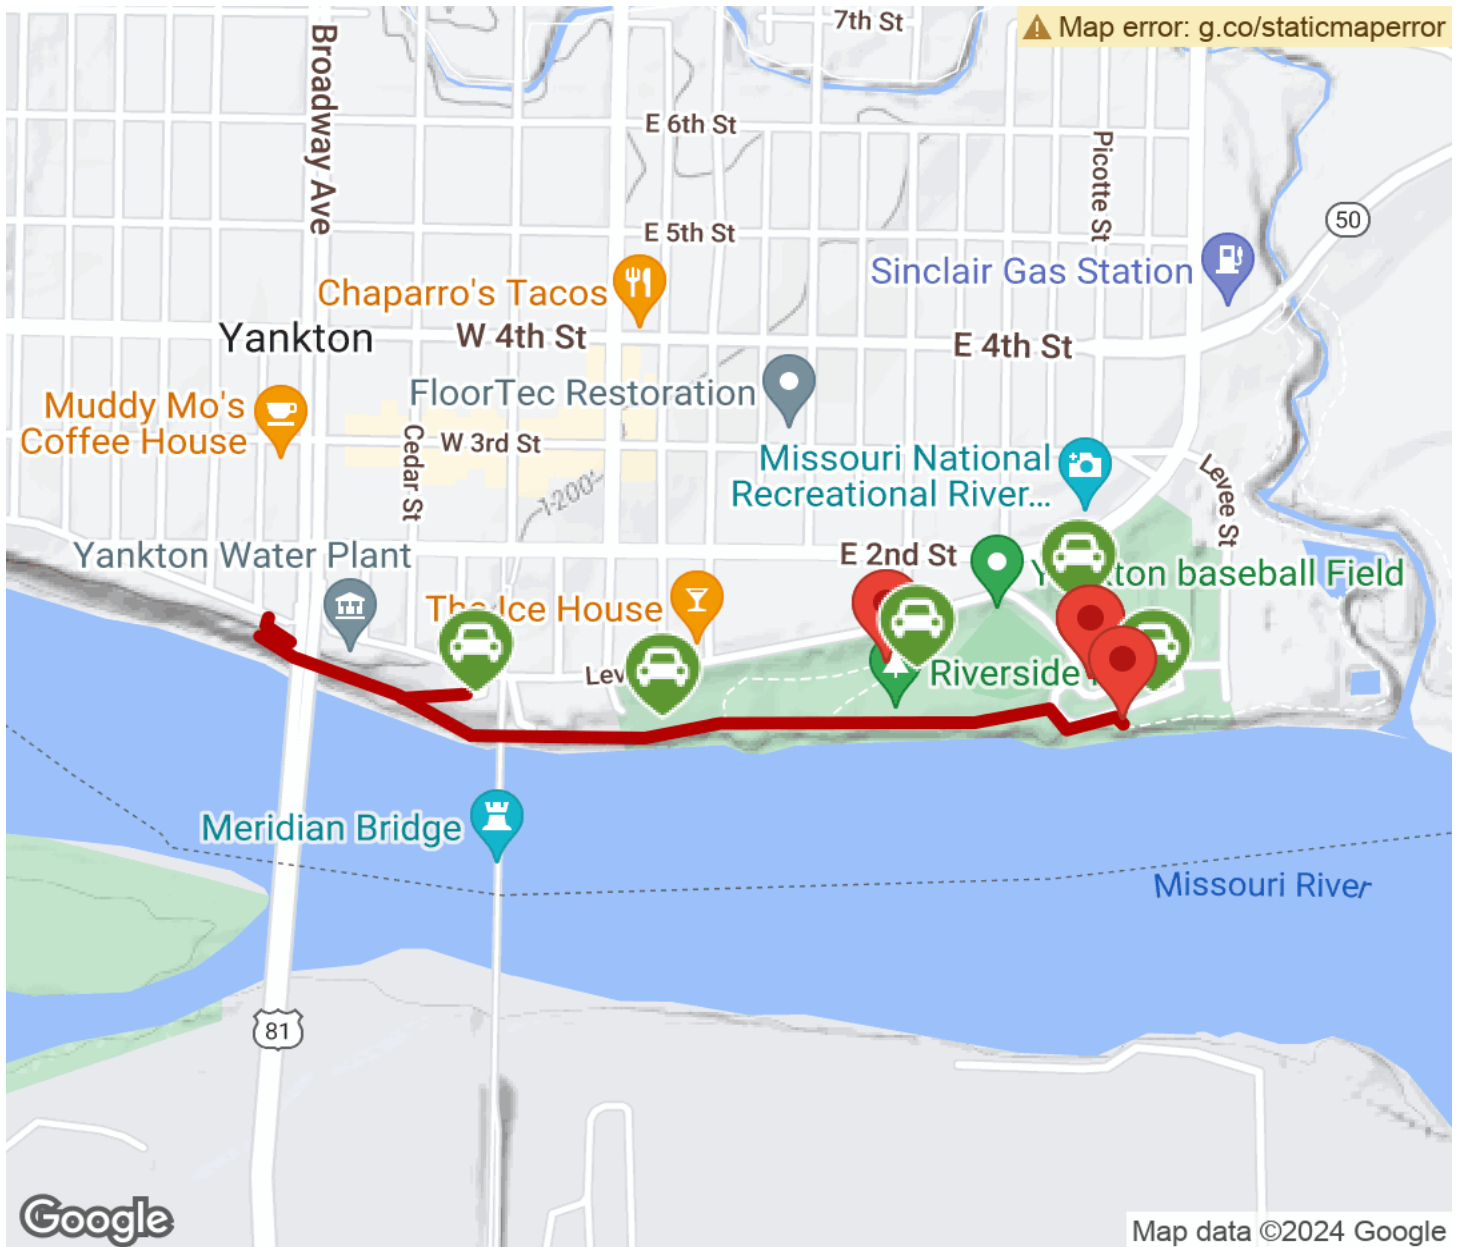 7th St
Map error: g.co/staticmaperror
Broadway Ave
E 6th St
Picotte St
50
E 5th St
Sinclair Gas Station
Chaparro's Tacos
Yankton
W 4th St
E 4th St
FloorTec Restoration
Muddy Mo's
Coffee House
Cedar St
W 3rd St
Missouri National
Recreational River...
Levee St
1-200'
Yankton Water Plant
E 2nd St
baseball Field
The Ice House
Riverside
Meridian Bridge
Missouri River
81
Google
Map data ©2024 Google